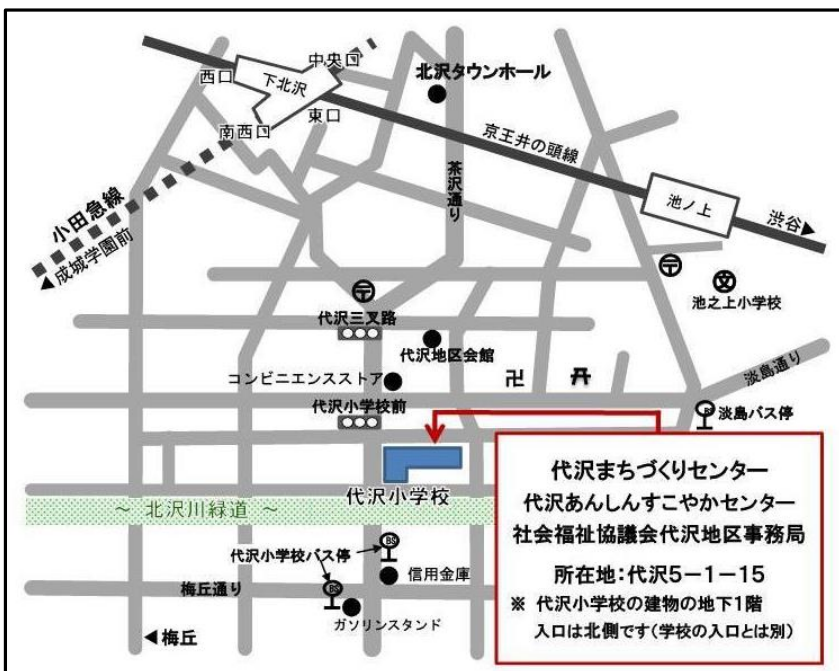 中央口
西口
下北沢
北沢タウンホール
東口
南西口
京王井の頭線
茶沢通り
池ノ上
渋谷▶
小田急線
◀成城学園前
〒
〒
文
池之上小学校
代沢三叉路
代沢地区会館
淡島通り
コンビニエンスストア
卍
代沢小学校前
BS
淡島バス停
代沢小学校
～ 北沢川緑道 ～
代沢まちづくりセンター
代沢あんしんすこやかセンター
社会福祉協議会代沢地区事務局
所在地：代沢5－1－15
※ 代沢小学校の建物の地下1階
入口は北側です（学校の入口とは別）
代沢小学校バス停
BS
信用金庫
梅丘通り
BS
ガソリンスタンド
◀梅丘